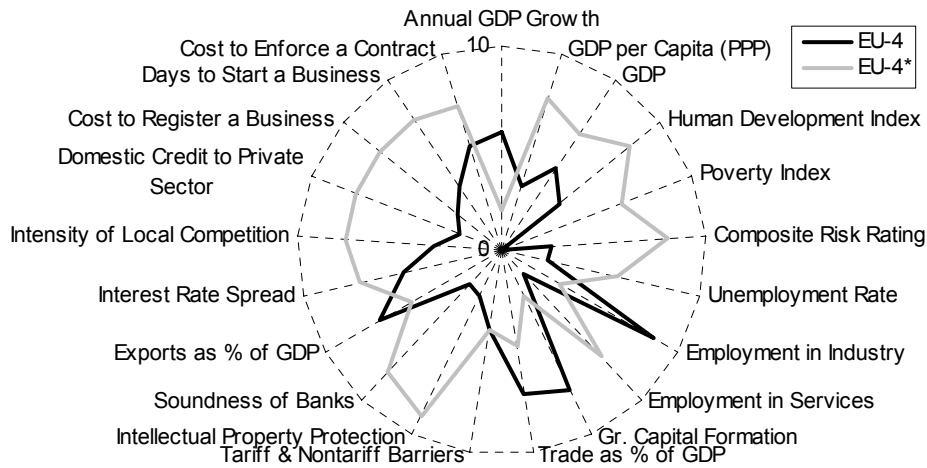 Annual GDP Growth
10
Cost to Enforce a Contract
GDP per Capita (PPP)
EU-4
EU-4*
Days to Start a Business
GDP
Cost to Register a Business
Human Development Index
Domestic Credit to Private
Sector
Poverty Index
Intensity of Local Competition
0
Composite Risk Rating
Interest Rate Spread
Unemployment Rate
Exports as % of GDP
Employment in Industry
Soundness of Banks
Employment in Services
Intellectual Property Protection
Gr. Capital Formation
Tariff & Nontariff Barriers
Trade as % of GDP